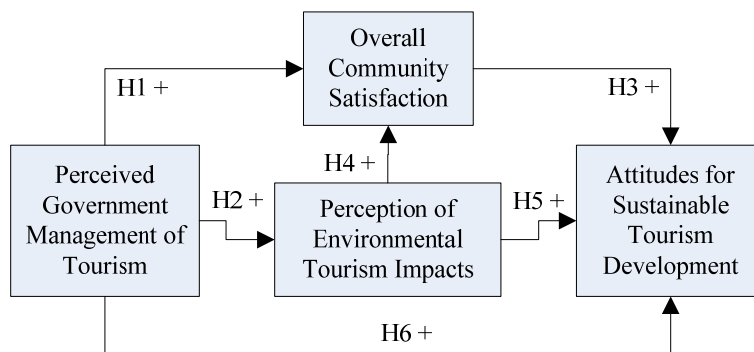 Overall
Community
Satisfaction
H1 +
H3 +
H4 +
Perceived
Government
Management of
Tourism
H2 +
Perception of
Environmental
Tourism Impacts
H5 +
Attitudes for
Sustainable
Tourism
Development
H6 +